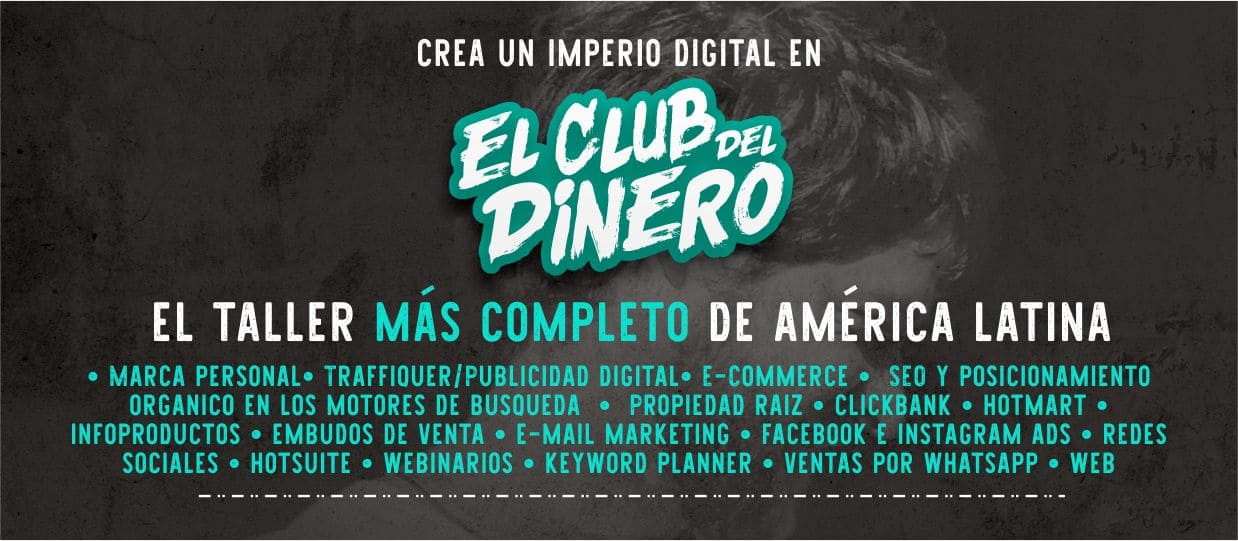 CREA UN IMPERIO DIGITAL EN
EL CLUB DEL
DINERO
EL TALLER MÁS COMPLETO DE AMÉRICA LATINA
• MARCA PERSONAL• TRAFFIQUER/PUBLICIDAD DIGITAL• E-COMMERCE • SEO Y POSICIONAMIENTO
ORGANICO EN LOS MOTORES DE BUSQUEDA • PROPIEDAD RAIZ • CLICKBANK • HOTMART •
INFOPRODUCTOS • EMBUDOS DE VENTA • E-MAIL MARKETING • FACEBOOK E INSTAGRAM ADS • REDES
SOCIALES • HOTSUITE • WEBINARIOS • KEYWORD PLANNER • VENTAS POR WHATSAPP • WEB